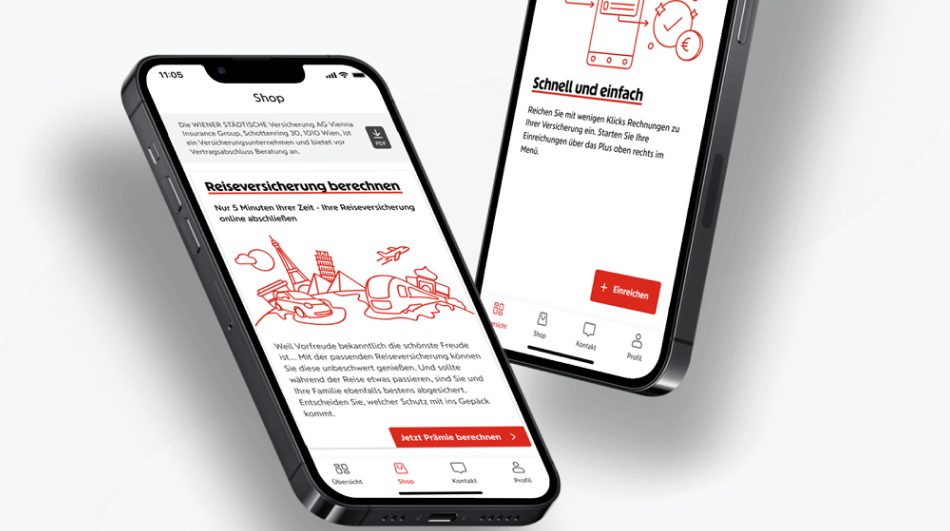 11:05
Shop
Die WIENER STÄDTISCHE Versicherung AG Vienna
Insurance Group, Schottenring 30, 1010 Wien, ist
ein Versicherungsunternehmen und bietet vor
Vertragsabschluss Beratung an.
PDF
Reiseversicherung berechnen
Nur 5 Minuten Ihrer Zeit - Ihre Reiseversicherung
online abschließen
Weil Vorfreude bekanntlich die schönste Freude
ist... Mit der passenden Reiseversicherung können
Sie diese unbeschwert genießen. Und sollte
während der Reise etwas passieren, sind Sie und
Ihre Familie ebenfalls bestens abgesichert.
Entscheiden Sie, welcher Schutz mit ins Gepäck
kommt.
Jetzt Prämie berechnen
Übersicht Shop Kontakt Profil
€
Schnell und einfach
Reichen Sie mit wenigen Klicks Rechnungen zu
Ihrer Versicherung ein. Starten Sie Ihre
Einreichungen über das Plus oben rechts im
Menü.
+ Einreichen
ersicht Shop Kontakt Profil